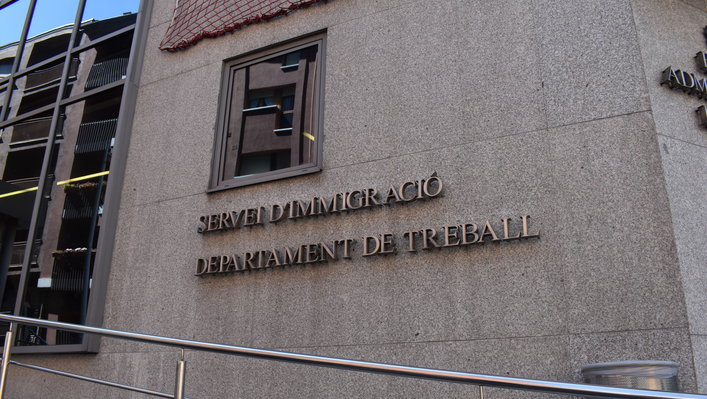 SERVEI D'IMMIGRACIÓ
DEPARTAMENT DE TREBALL